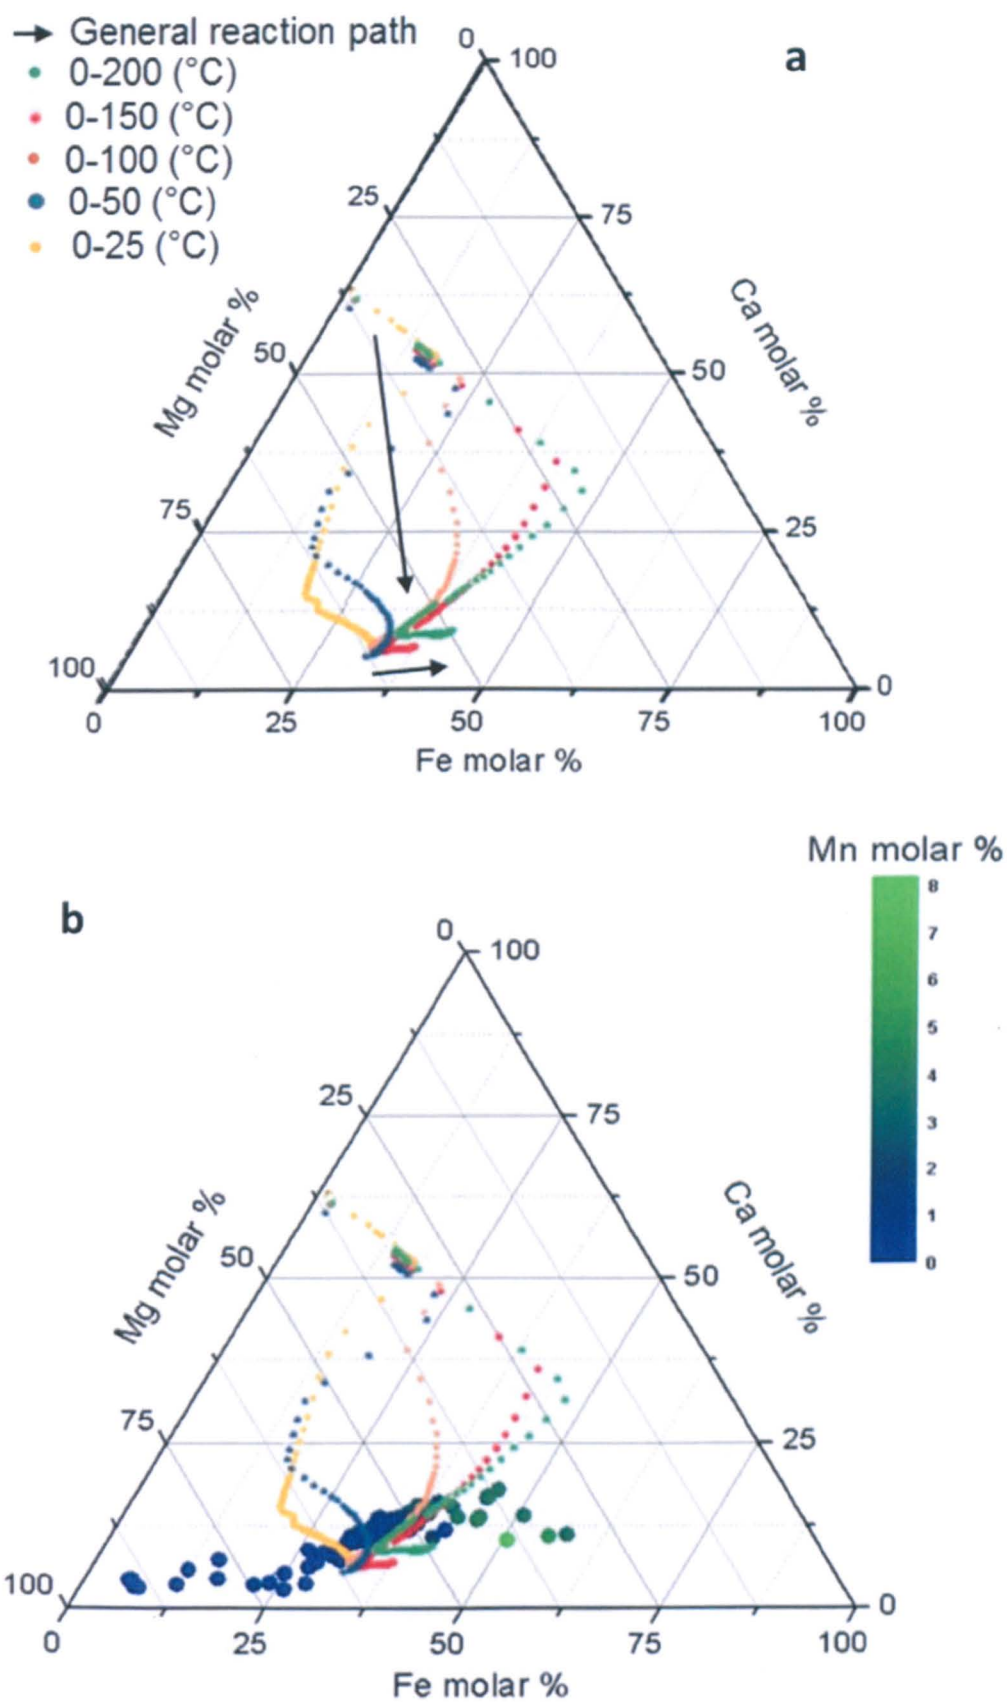 General reaction path
0-200 (°C)
0-150 (°C)
0-100 (°C)
0-50 (°C)
0-25 (°C)
a
0
100
25
75
Mg molar %
Ca molar %
50
50
75
25
100
0
0
25
50
75
100
Fe molar %
Mn molar %
8
7
6
5
4
3
2
1
0
b
0
100
25
75
Mg molar %
Ca molar %
50
50
75
25
100
0
0
25
50
75
100
Fe molar %